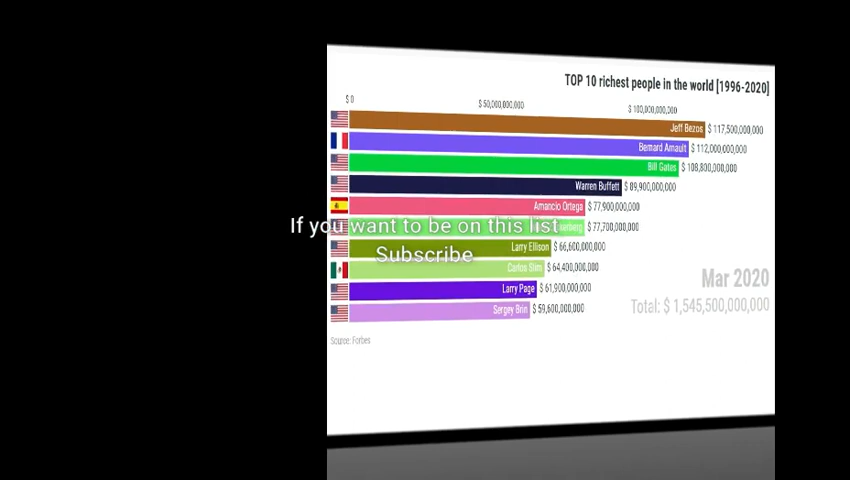 TOP 10 richest people in the world [1996-2020]
$ 0 $ 50,000,000,000 $ 100,000,000,000
Jeff Bezos $ 117,500,000,000
Bernard Arnault $ 112,000,000,000
Bill Gates $ 108,800,000,000
Warren Buffett $ 89,900,000,000
Amancio Ortega $ 77,900,000,000
$ 77,700,000,000
If you want to be on this list
Subscribe
Larry Ellison $ 66,600,000,000
Carlos Slim $ 64,400,000,000
Larry Page $ 61,900,000,000
Sergey Brin $ 59,600,000,000
Mar 2020
Total: $ 1,545,500,000,000
Source: Forbes